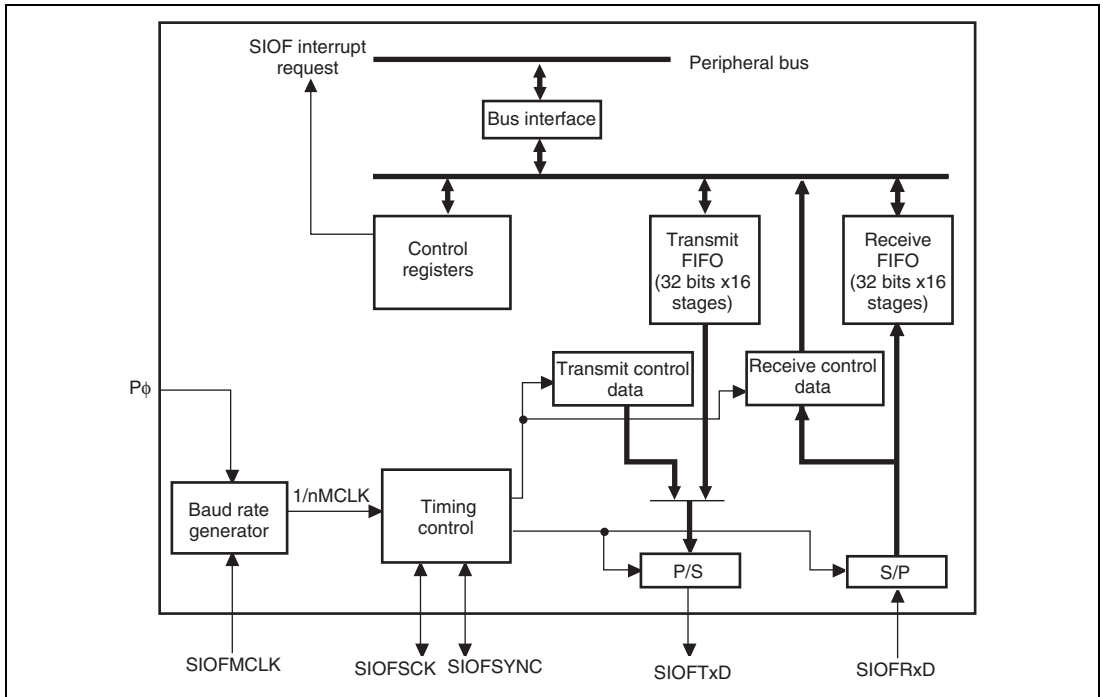 SIOF interrupt
request
Peripheral bus
Bus interface
Control
registers
Transmit
FIFO
(32 bits x16
stages)
Receive
FIFO
(32 bits x16
stages)
Transmit control
data
Receive control
data
Pϕ
Baud rate
generator
1/nMCLK
Timing
control
P/S
S/P
SIOFMCLK
SIOFSCK
SIOFSYNC
SIOFTxD
SIOFRxD